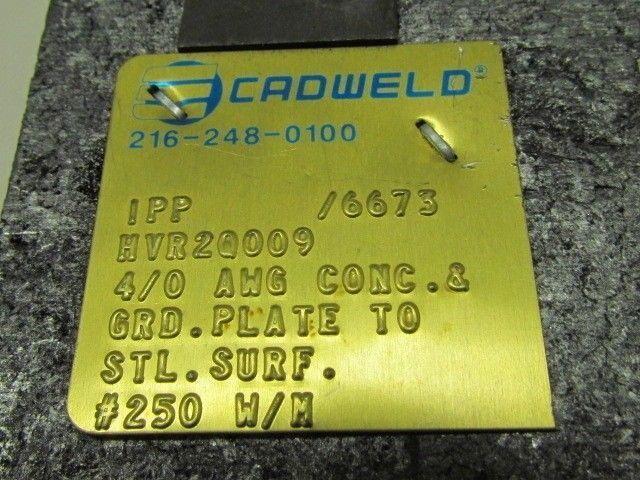 CADWELD®
216-248-0100
IPP /6673
HVR2Q009
4/0 AWG CONC.&
GRD.PLATE TO
STL.SURF.
#250 W/M